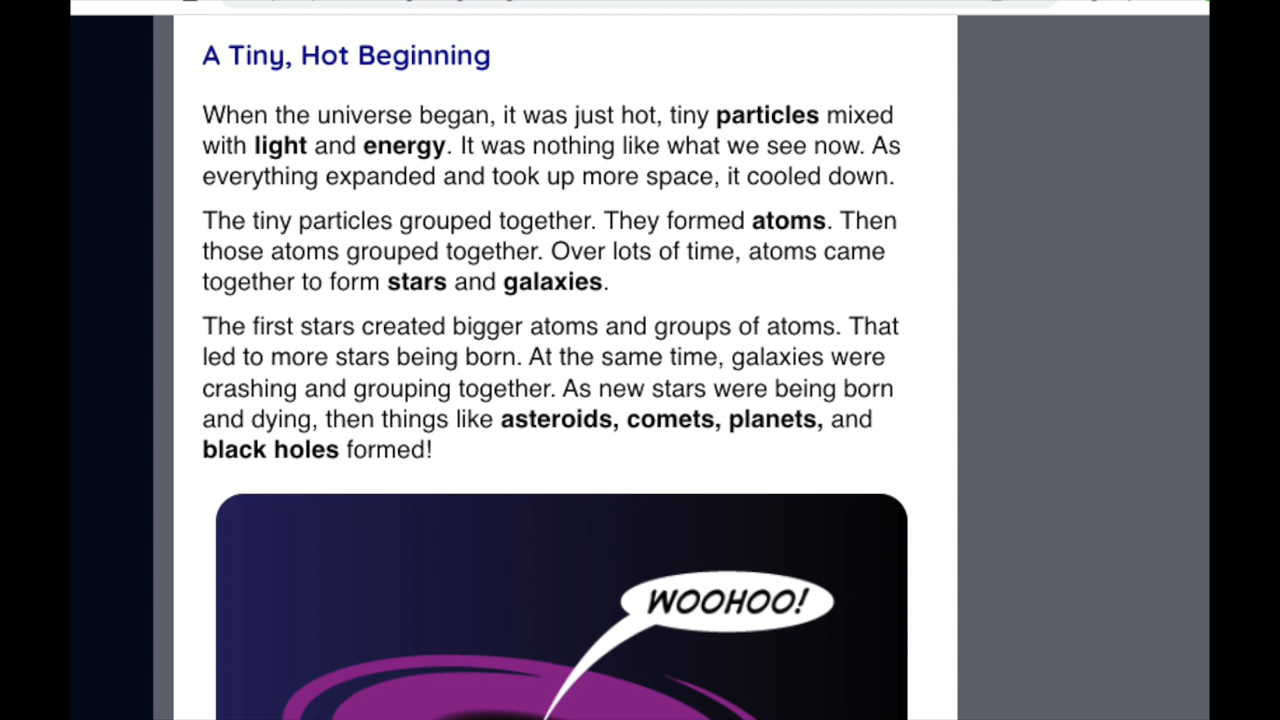 A Tiny, Hot Beginning
When the universe began, it was just hot, tiny particles mixed
with light and energy. It was nothing like what we see now. As
everything expanded and took up more space, it cooled down.
The tiny particles grouped together. They formed atoms. Then
those atoms grouped together. Over lots of time, atoms came
together to form stars and galaxies.
The first stars created bigger atoms and groups of atoms. That
led to more stars being born. At the same time, galaxies were
crashing and grouping together. As new stars were being born
and dying, then things like asteroids, comets, planets, and
black holes formed!
WOOHOO!